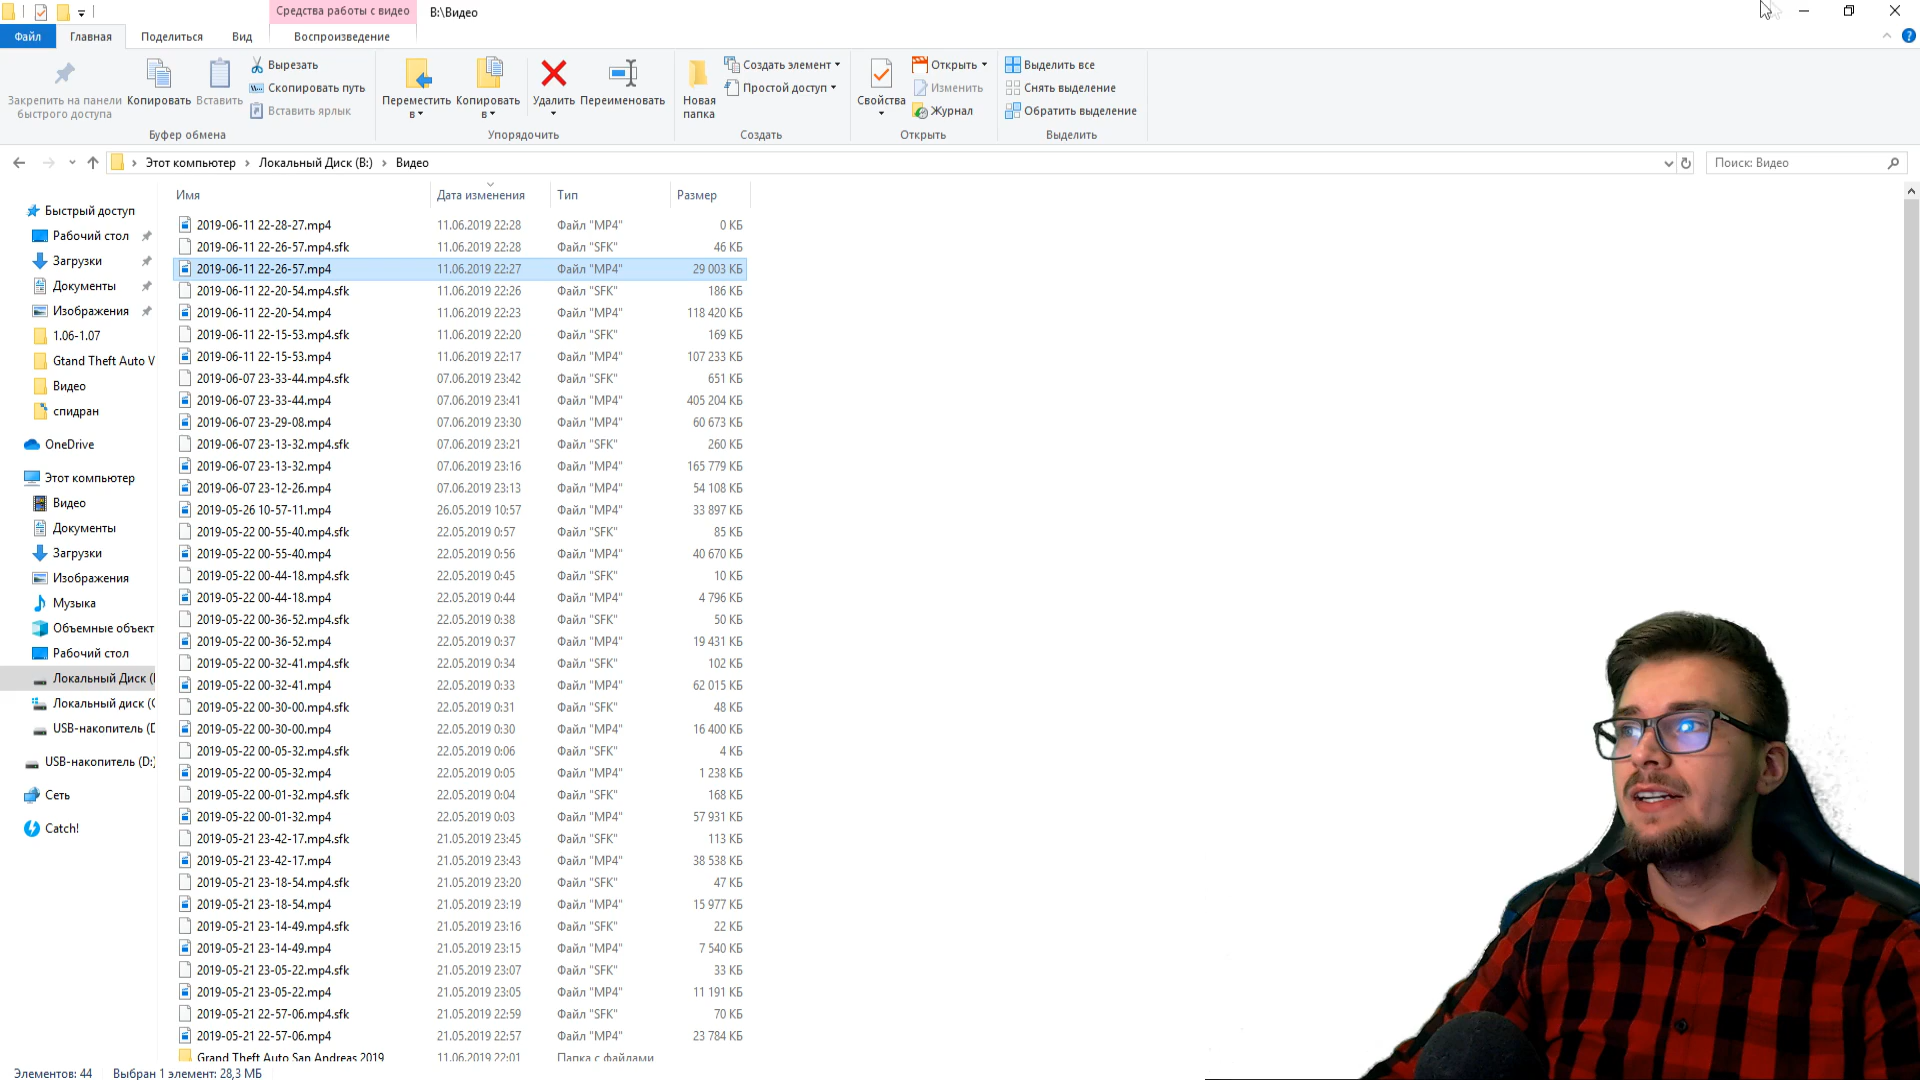 Средства работы с видео
B:\Видео
Файл
Главная
Поделиться
Вид
Воспроизведение
Закрепить на панели быстрого доступа
Копировать
Вставить
Вырезать
Скопировать путь
Вставить ярлык
Буфер обмена
Переместить в
Копировать в
Удалить
Переименовать
Упорядочить
Новая папка
Создать элемент
Простой доступ
Создать
Свойства
Открыть
Изменить
Журнал
Открыть
Выделить все
Снять выделение
Обратить выделение
Выделить
Этот компьютер
Локальный Диск (B:)
Видео
Поиск: Видео
Быстрый доступ
Рабочий стол
Загрузки
Документы
Изображения
1.06-1.07
Gtand Theft Auto V
Видео
спидран
OneDrive
Этот компьютер
Видео
Документы
Загрузки
Изображения
Музыка
Объемные объект
Рабочий стол
Локальный Диск (
Локальный диск (C
USB-накопитель (D
USB-накопитель (D:)
Сеть
Catch!
Имя Дата изменения Тип Размер
2019-06-11 22-28-27.mp4 11.06.2019 22:28 Файл "MP4" 0 КБ
2019-06-11 22-26-57.mp4.sfk 11.06.2019 22:28 Файл "SFK" 46 КБ
2019-06-11 22-26-57.mp4 11.06.2019 22:27 Файл "MP4" 29 003 КБ
2019-06-11 22-20-54.mp4.sfk 11.06.2019 22:26 Файл "SFK" 186 КБ
2019-06-11 22-20-54.mp4 11.06.2019 22:23 Файл "MP4" 118 420 КБ
2019-06-11 22-15-53.mp4.sfk 11.06.2019 22:20 Файл "SFK" 169 КБ
2019-06-11 22-15-53.mp4 11.06.2019 22:17 Файл "MP4" 107 233 КБ
2019-06-07 23-33-44.mp4.sfk 07.06.2019 23:42 Файл "SFK" 651 КБ
2019-06-07 23-33-44.mp4 07.06.2019 23:41 Файл "MP4" 405 204 КБ
2019-06-07 23-29-08.mp4 07.06.2019 23:30 Файл "MP4" 60 673 КБ
2019-06-07 23-13-32.mp4.sfk 07.06.2019 23:21 Файл "SFK" 260 КБ
2019-06-07 23-13-32.mp4 07.06.2019 23:16 Файл "MP4" 165 779 КБ
2019-06-07 23-12-26.mp4 07.06.2019 23:13 Файл "MP4" 54 108 КБ
2019-05-26 10-57-11.mp4 26.05.2019 10:57 Файл "MP4" 33 897 КБ
2019-05-22 00-55-40.mp4.sfk 22.05.2019 0:57 Файл "SFK" 85 КБ
2019-05-22 00-55-40.mp4 22.05.2019 0:56 Файл "MP4" 40 670 КБ
2019-05-22 00-44-18.mp4.sfk 22.05.2019 0:45 Файл "SFK" 10 КБ
2019-05-22 00-44-18.mp4 22.05.2019 0:44 Файл "MP4" 4 796 КБ
2019-05-22 00-36-52.mp4.sfk 22.05.2019 0:38 Файл "SFK" 50 КБ
2019-05-22 00-36-52.mp4 22.05.2019 0:37 Файл "MP4" 19 431 КБ
2019-05-22 00-32-41.mp4.sfk 22.05.2019 0:34 Файл "SFK" 102 КБ
2019-05-22 00-32-41.mp4 22.05.2019 0:33 Файл "MP4" 62 015 КБ
2019-05-22 00-30-00.mp4.sfk 22.05.2019 0:31 Файл "SFK" 48 КБ
2019-05-22 00-30-00.mp4 22.05.2019 0:30 Файл "MP4" 16 400 КБ
2019-05-22 00-05-32.mp4.sfk 22.05.2019 0:06 Файл "SFK" 4 КБ
2019-05-22 00-05-32.mp4 22.05.2019 0:05 Файл "MP4" 1 238 КБ
2019-05-22 00-01-32.mp4.sfk 22.05.2019 0:04 Файл "SFK" 168 КБ
2019-05-22 00-01-32.mp4 22.05.2019 0:03 Файл "MP4" 57 931 КБ
2019-05-21 23-42-17.mp4.sfk 21.05.2019 23:45 Файл "SFK" 113 КБ
2019-05-21 23-42-17.mp4 21.05.2019 23:43 Файл "MP4" 38 538 КБ
2019-05-21 23-18-54.mp4.sfk 21.05.2019 23:20 Файл "SFK" 47 КБ
2019-05-21 23-18-54.mp4 21.05.2019 23:19 Файл "MP4" 15 977 КБ
2019-05-21 23-14-49.mp4.sfk 21.05.2019 23:16 Файл "SFK" 22 КБ
2019-05-21 23-14-49.mp4 21.05.2019 23:15 Файл "MP4" 7 540 КБ
2019-05-21 23-05-22.mp4.sfk 21.05.2019 23:07 Файл "SFK" 33 КБ
2019-05-21 23-05-22.mp4 21.05.2019 23:05 Файл "MP4" 11 191 КБ
2019-05-21 22-57-06.mp4.sfk 21.05.2019 22:59 Файл "SFK" 70 КБ
2019-05-21 22-57-06.mp4 21.05.2019 22:57 Файл "MP4" 23 784 КБ
Grand Theft Auto San Andreas 2019 11.06.2019 22:01 Папка с файлами
Элементов: 44 Выбран 1 элемент: 28,3 МБ